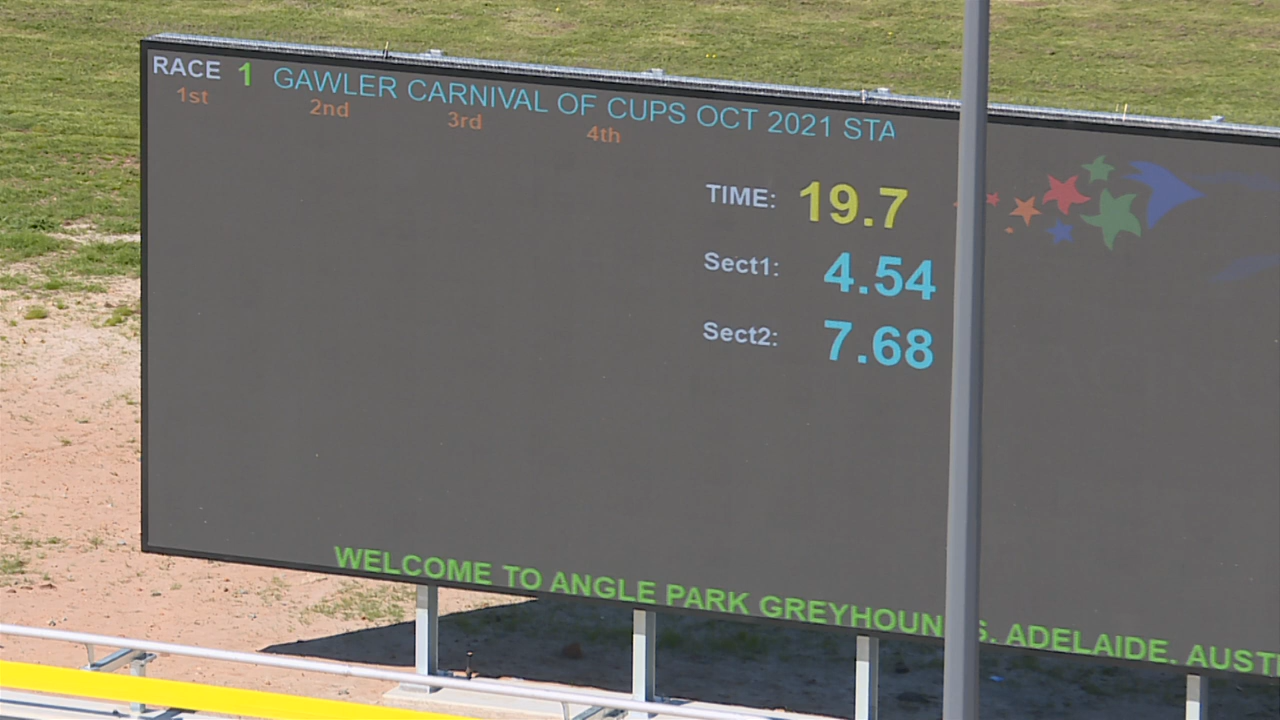 RACE 1 GAWLER CARNIVAL OF CUPS OCT 2021 STA
1st 2nd 3rd 4th
TIME: 19.7
Sect1: 4.54
Sect2: 7.68
WELCOME TO ANGLE PARK GREYHOUN S. ADELAIDE. AUST